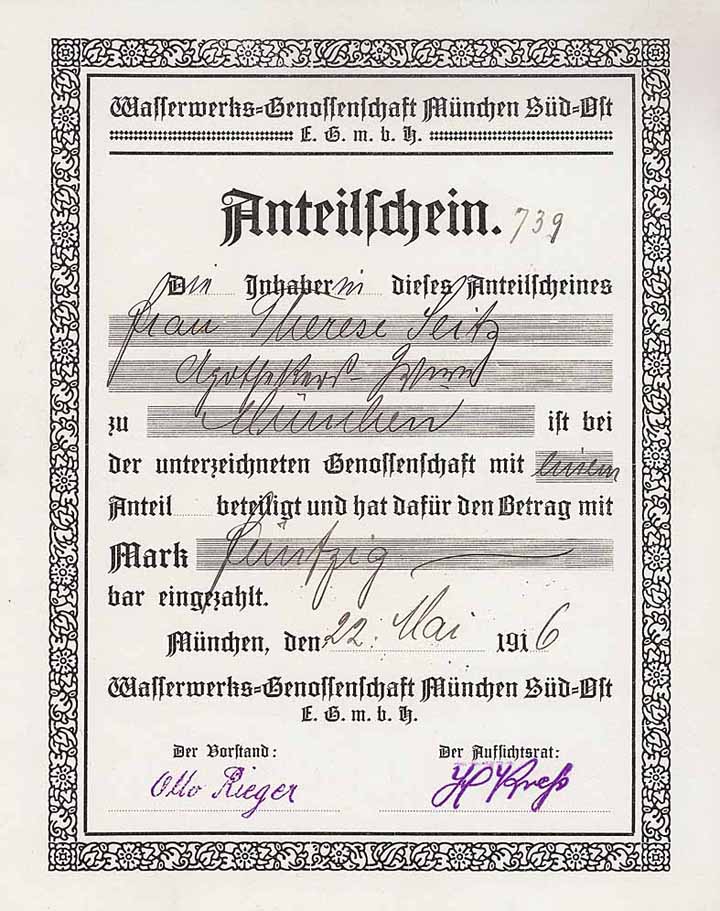 Wasserwerks=Genossenschaft München Süd=Ost
E. G. m. b. H.
Anteilschein. 739
Die Inhaberin dieses Anteilscheines
Frau Therese Seitz
Apothekers-
zu München ist bei
der unterzeichneten Genossenschaft mit einem
Anteil beteiligt und hat dafür den Betrag mit
Mark Fünfzig
bar eingezahlt.
München, den 22. Mai 1916
Wasserwerks=Genossenschaft München Süd=Ost
E. G. m. b. H.
Der Vorstand: Der Aufsichtsrat:
Otto Rieger